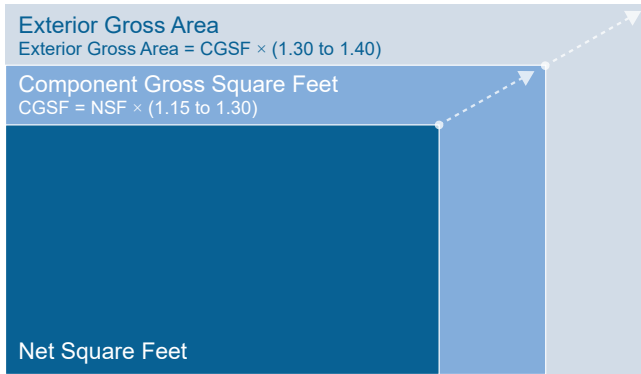 Exterior Gross Area
Exterior Gross Area = CGSF × (1.30 to 1.40)
Component Gross Square Feet
CGSF = NSF × (1.15 to 1.30)
Net Square Feet